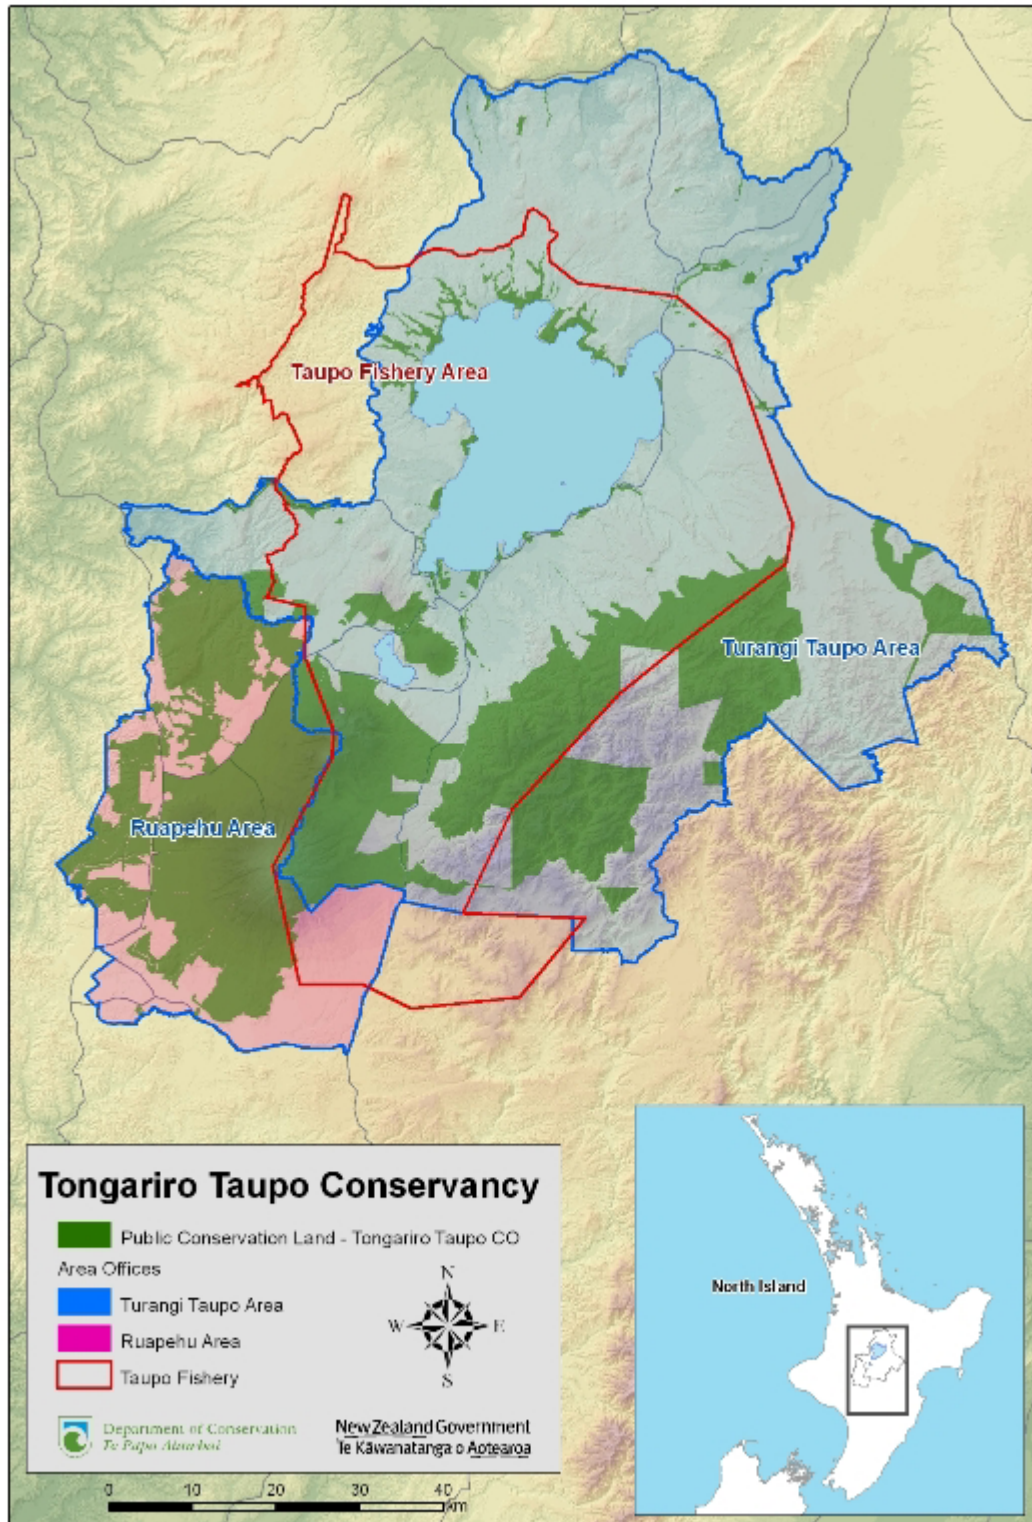 Taupo Fishery Area
Turangi Taupo Area
Ruapehu Area
Tongariro Taupo Conservancy
Public Conservation Land - Tongariro Taupo CO
Area Offices
Turangi Taupo Area
Ruapehu Area
Taupo Fishery
N
W E
S
Department of Conservation
Te Papa Atawhai
New Zealand Government
Te Kāwanatanga o Aotearoa
0 10 20 30 40
km
North Island